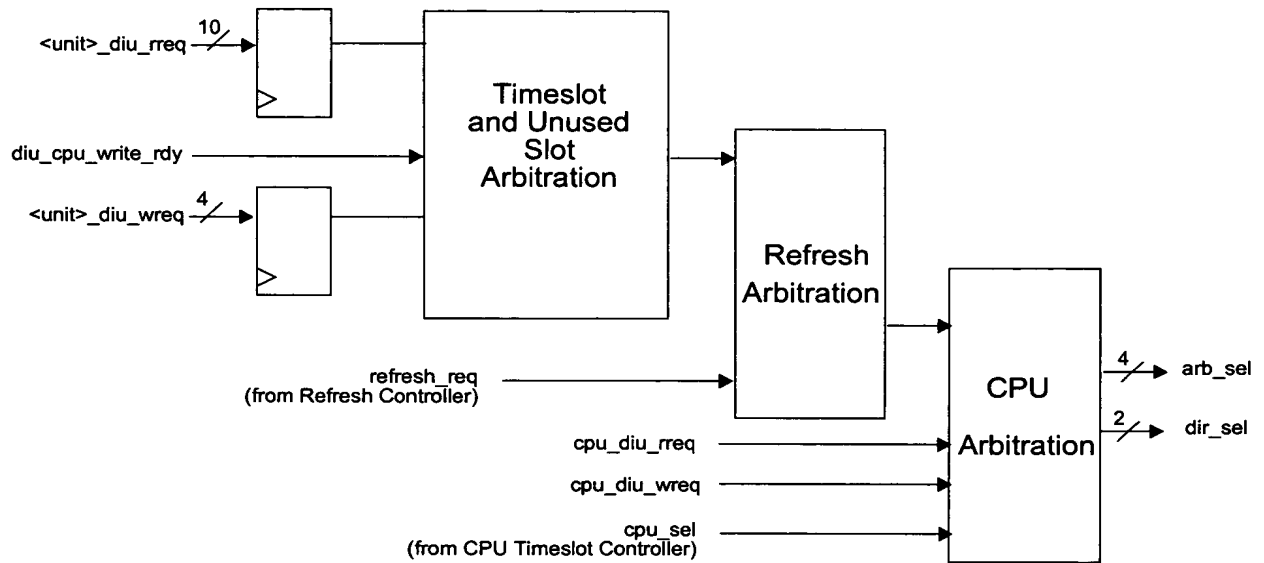 <unit>_diu_rreq
10
diu_cpu_write_rdy
<unit>_diu_wreq
4
Timeslot
and Unused
Slot
Arbitration
Refresh
Arbitration
refresh_req
(from Refresh Controller)
cpu_diu_rreq
cpu_diu_wreq
cpu_sel
(from CPU Timeslot Controller)
CPU
Arbitration
4
arb_sel
2
dir_sel